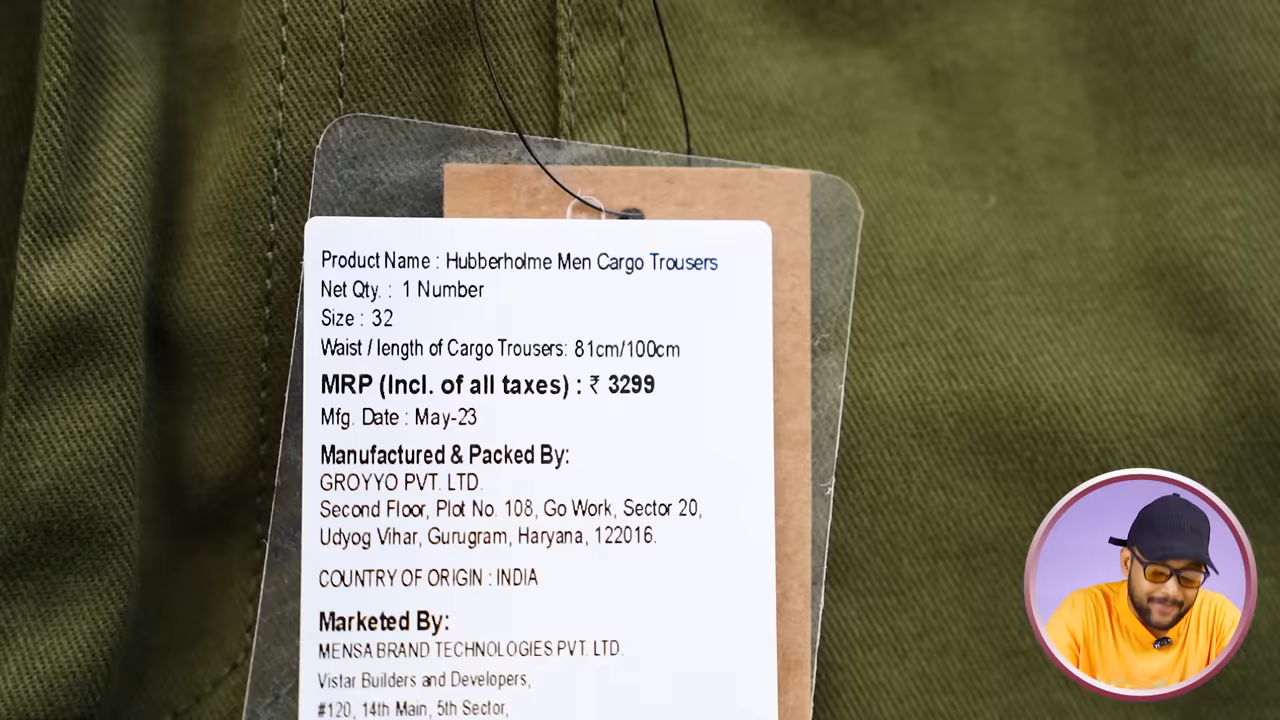 Product Name : Hubberholme Men Cargo Trousers
Net Qty. : 1 Number
Size : 32
Waist / length of Cargo Trousers: 81cm/100cm
MRP (Incl. of all taxes) : ₹ 3299
Mfg. Date : May-23
Manufactured & Packed By:
GROYYO PVT. LTD.
Second Floor, Plot No. 108, Go Work, Sector 20,
Udyog Vihar, Gurugram, Haryana, 122016.
COUNTRY OF ORIGIN : INDIA
Marketed By:
MENSA BRAND TECHNOLOGIES PVT. LTD.
Vistar Builders and Developers,
#120, 14th Main, 5th Sector,